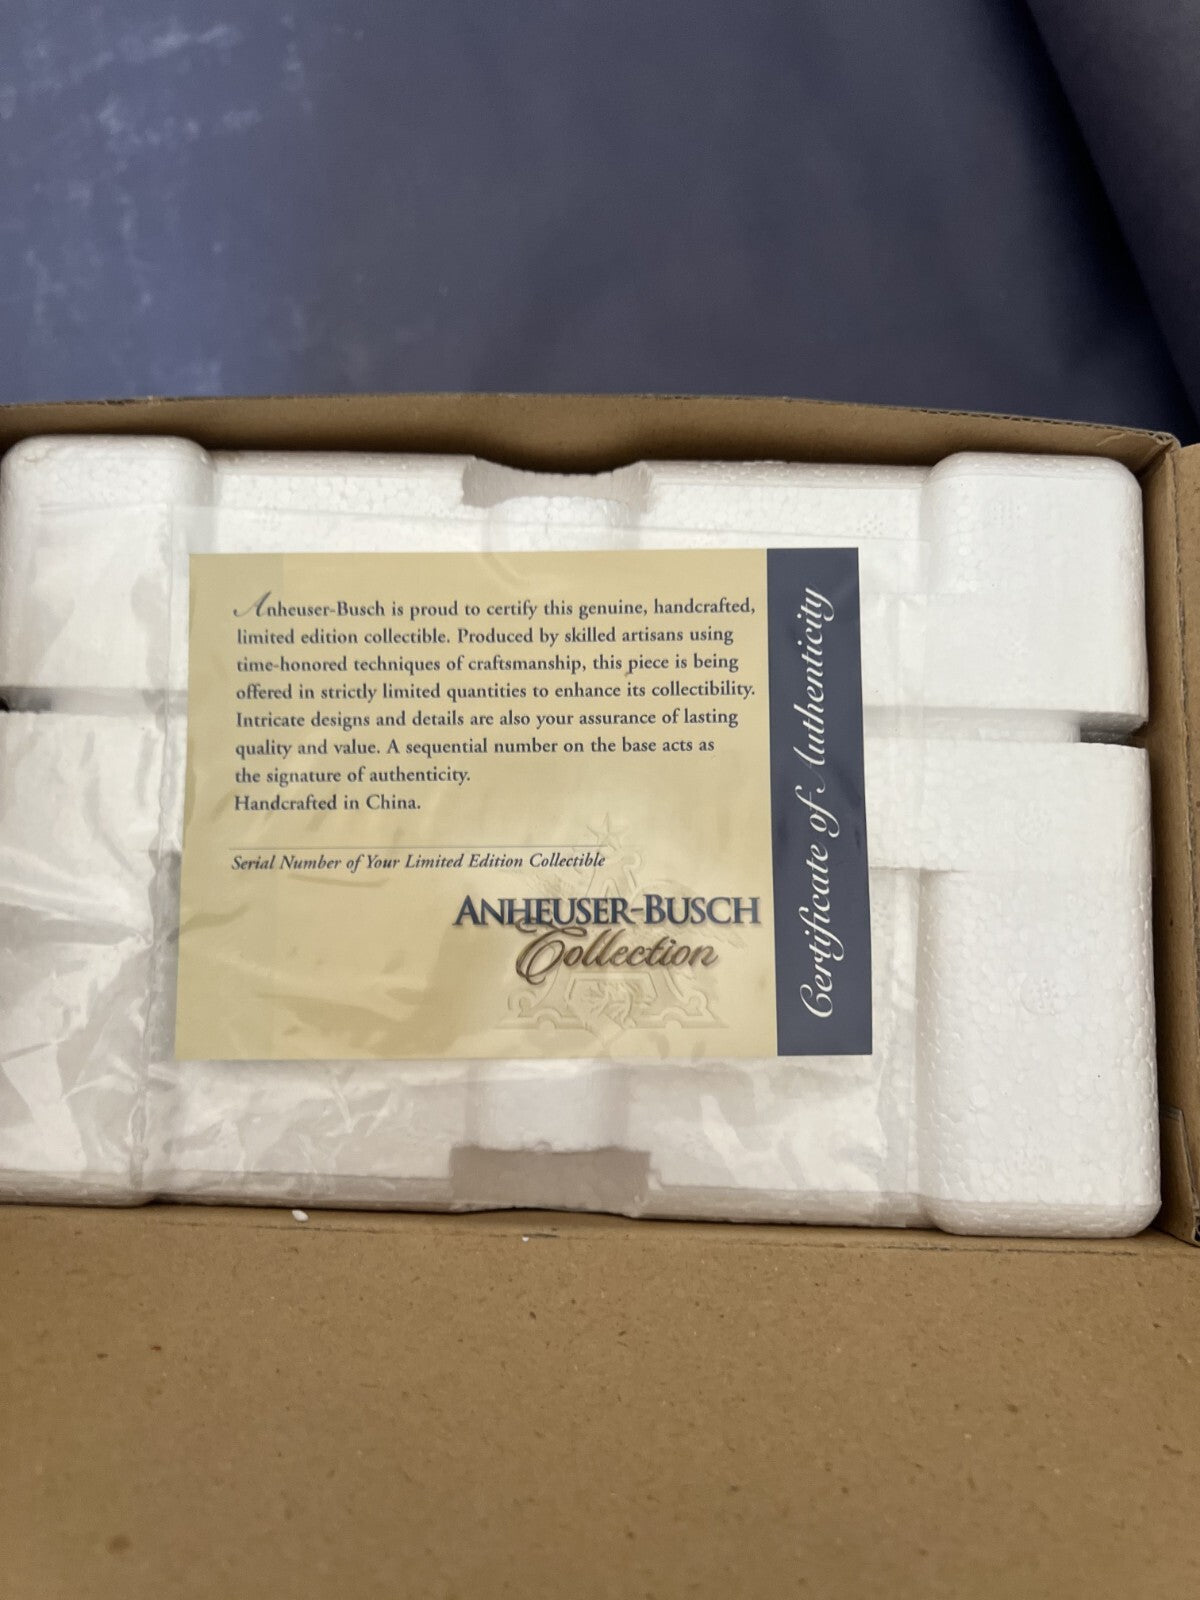 Anheuser-Busch is proud to certify this genuine, handcrafted,
limited edition collectible. Produced by skilled artisans using
time-honored techniques of craftsmanship, this piece is being
offered in strictly limited quantities to enhance its collectibility.
Intricate designs and details are also your assurance of lasting
quality and value. A sequential number on the base acts as
the signature of authenticity.
Handcrafted in China.
Serial Number of Your Limited Edition Collectible
ANHEUSER-BUSCH
Collection
Certificate of Authenticity